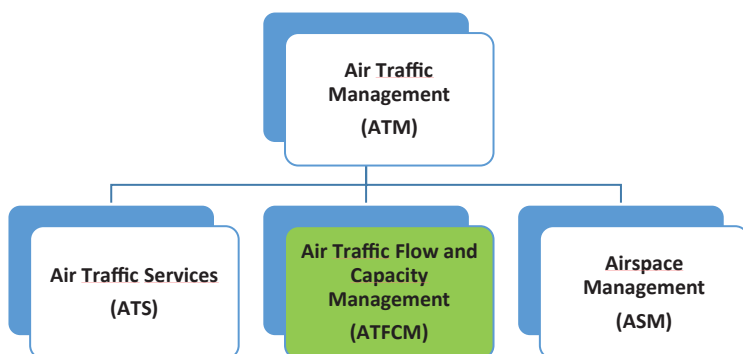 Air Traffic
Management
(ATM)
Air Traffic Services
(ATS)
Air Traffic Flow and
Capacity
Management
(ATFCM)
Airspace
Management
(ASM)